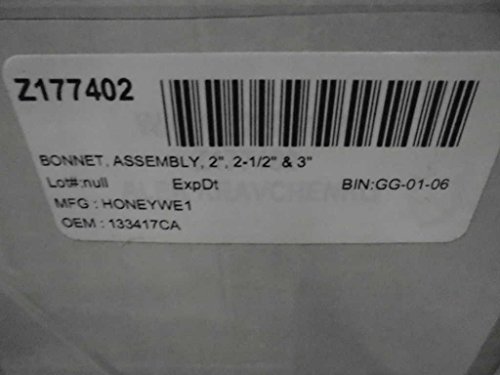 Z177402
BONNET, ASSEMBLY, 2", 2-1/2" & 3"
Lot#:null ExpDt BIN:GG-01-06
MFG : HONEYWE1
OEM : 133417CA